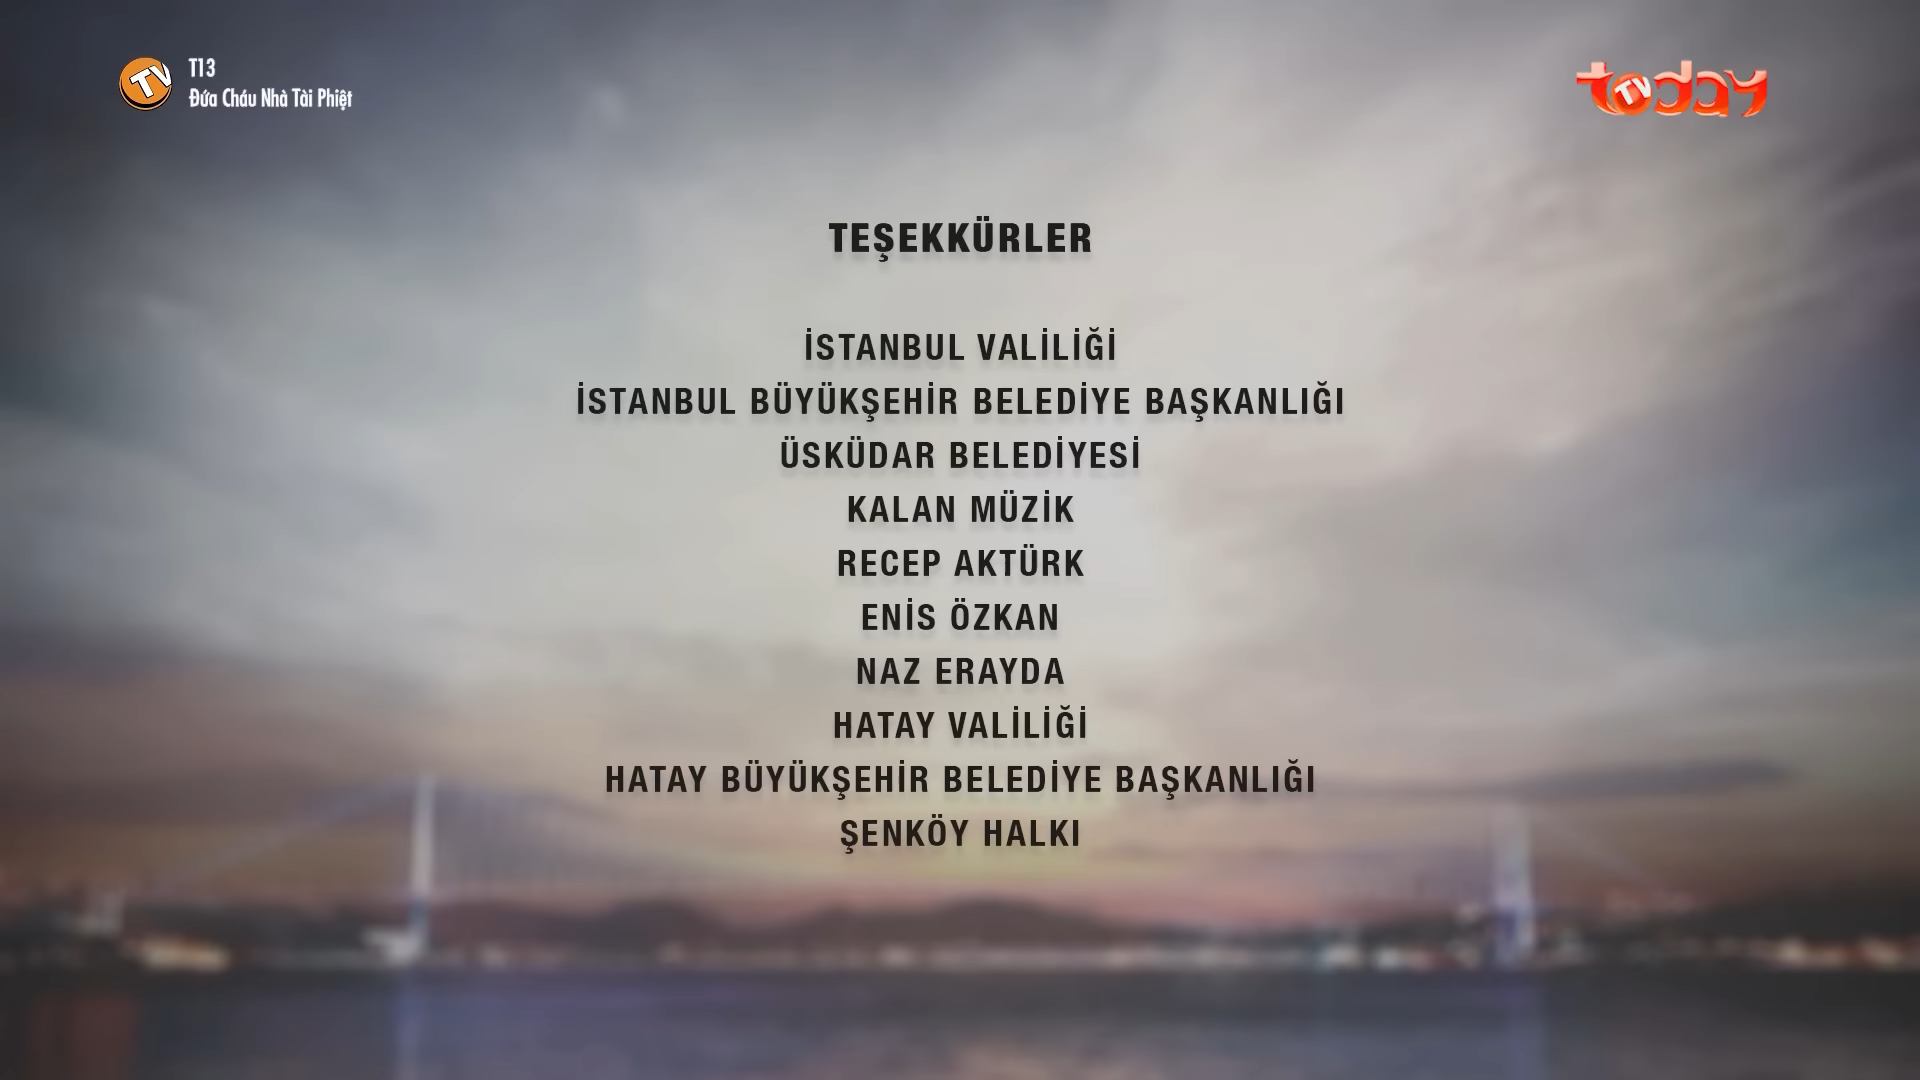 TV
T13
Đứa Cháu Nhà Tài Phiệt
today
TV
TEŞEKKÜRLER
İSTANBUL VALİLİĞİ
İSTANBUL BÜYÜKŞEHİR BELEDİYE BAŞKANLIĞI
ÜSKÜDAR BELEDİYESİ
KALAN MÜZİK
RECEP AKTÜRK
ENİS ÖZKAN
NAZ ERAYDA
HATAY VALİLİĞİ
HATAY BÜYÜKŞEHİR BELEDİYE BAŞKANLIĞI
ŞENKÖY HALKI